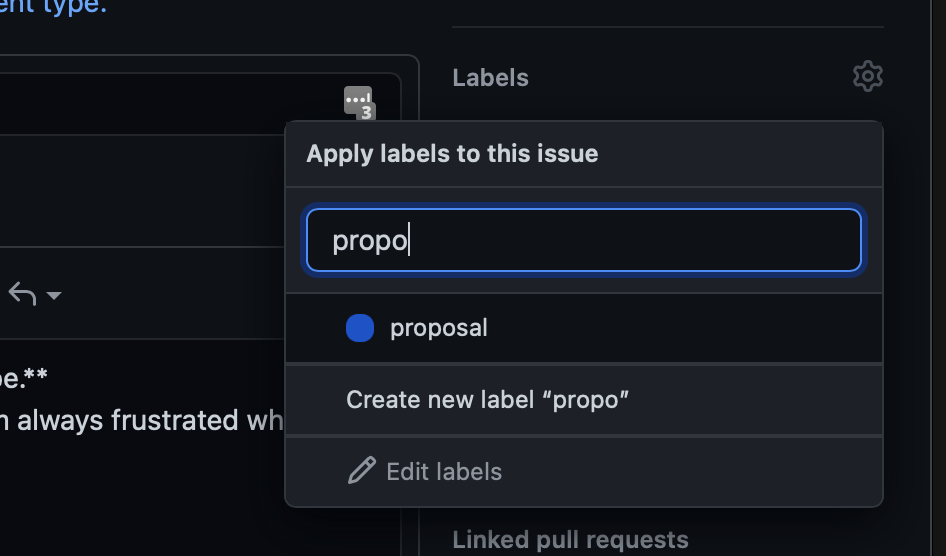 ent type.
Labels
3
Apply labels to this issue
propo
proposal
Create new label “propo”
pe.**
n always frustrated wh
Edit labels
Linked pull requests